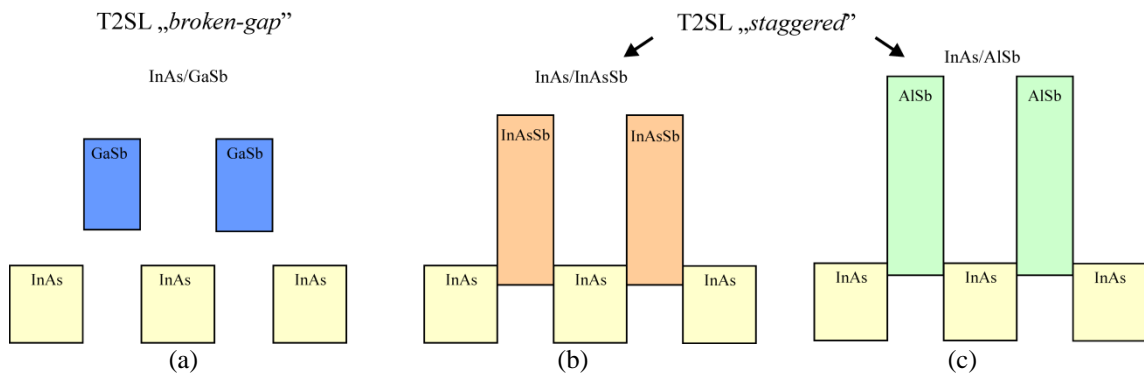 T2SL „broken-gap”
T2SL „staggered”
InAs/GaSb
InAs/InAsSb
InAs/AlSb
GaSb
GaSb
InAsSb
InAsSb
AlSb
AlSb
InAs
InAs
InAs
InAs
InAs
InAs
InAs
InAs
InAs
(a)
(b)
(c)